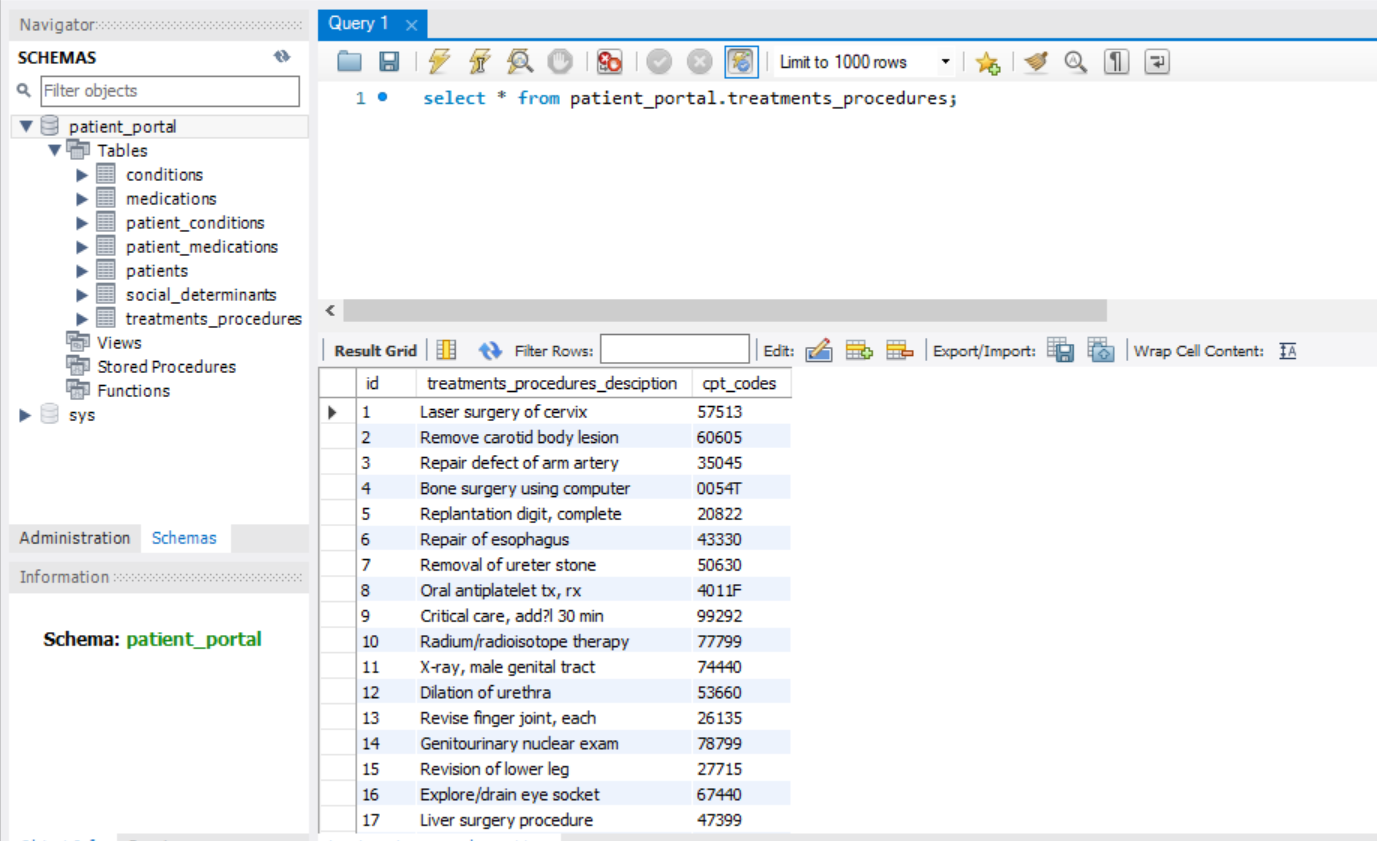 Navigator
SCHEMAS
Filter objects
patient_portal
Tables
conditions
medications
patient_conditions
patient_medications
patients
social_determinants
treatments_procedures
Views
Stored Procedures
Functions
sys
Administration Schemas
Information
Schema: patient_portal
Query 1
Limit to 1000 rows
1 select * from patient_portal.treatments_procedures;
Result Grid Filter Rows: Edit: Export/Import: Wrap Cell Content: IA
id treatments_procedures_desciption cpt_codes
1 Laser surgery of cervix 57513
2 Remove carotid body lesion 60605
3 Repair defect of arm artery 35045
4 Bone surgery using computer 0054T
5 Replantation digit, complete 20822
6 Repair of esophagus 43330
7 Removal of ureter stone 50630
8 Oral antiplatelet tx, rx 4011F
9 Critical care, add?l 30 min 99292
10 Radium/radioisotope therapy 77799
11 X-ray, male genital tract 74440
12 Dilation of urethra 53660
13 Revise finger joint, each 26135
14 Genitourinary nuclear exam 78799
15 Revision of lower leg 27715
16 Explore/drain eye socket 67440
17 Liver surgery procedure 47399